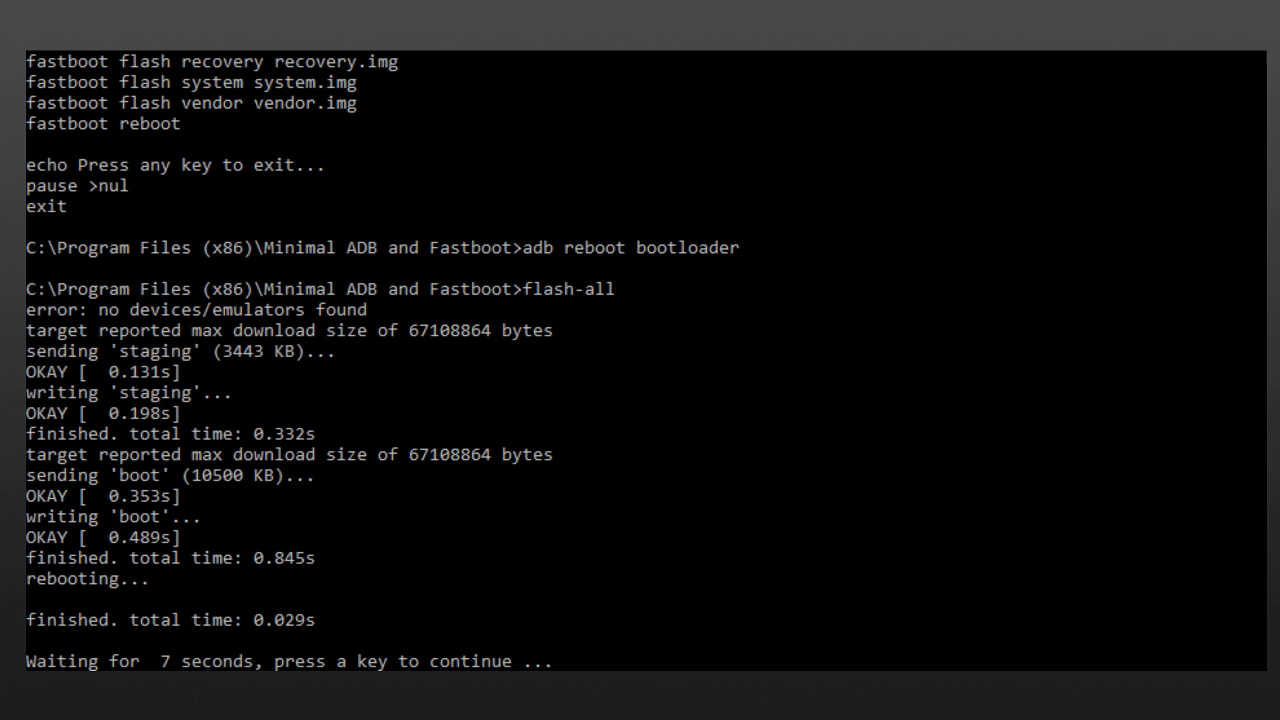 fastboot flash recovery recovery.img
fastboot flash system system.img
fastboot flash vendor vendor.img
fastboot reboot
echo Press any key to exit...
pause >nul
exit
C:\Program Files (x86)\Minimal ADB and Fastboot>adb reboot bootloader
C:\Program Files (x86)\Minimal ADB and Fastboot>flash-all
error: no devices/emulators found
target reported max download size of 67108864 bytes
sending 'staging' (3443 KB)...
OKAY [  0.131s]
writing 'staging'...
OKAY [  0.198s]
finished. total time: 0.332s
target reported max download size of 67108864 bytes
sending 'boot' (10500 KB)...
OKAY [  0.353s]
writing 'boot'...
OKAY [  0.489s]
finished. total time: 0.845s
rebooting...
finished. total time: 0.029s
Waiting for  7 seconds, press a key to continue ...